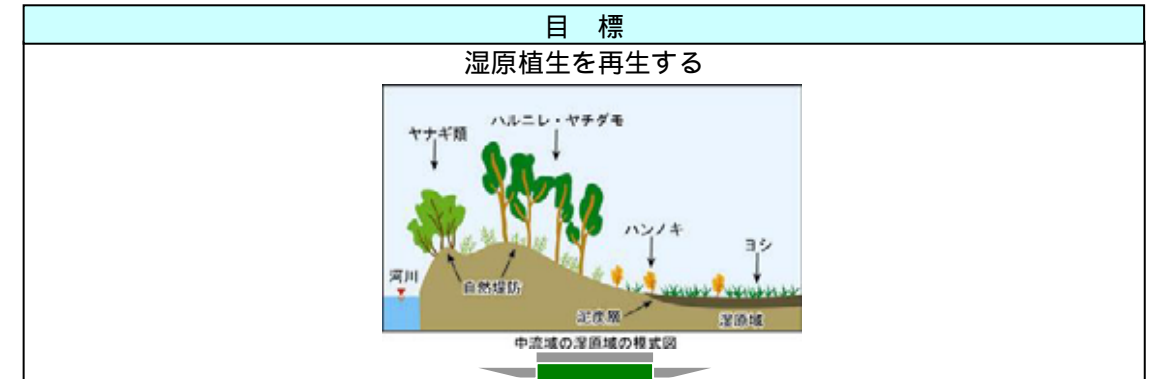 目 標
湿原植生を再生する
ヤナギ類
ハルニレ・ヤチダモ
ハンノキ
ヨシ
河川
自然堤防
泥炭層
湿原域
中流域の湿原域の模式図